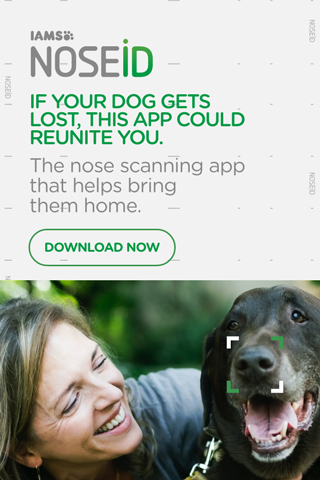 IAMS
NOSEiD
IF YOUR DOG GETS
LOST, THIS APP COULD
REUNITE YOU.
The nose scanning app
that helps bring
them home.
DOWNLOAD NOW
NOSEID
NOSEID
NOSEID